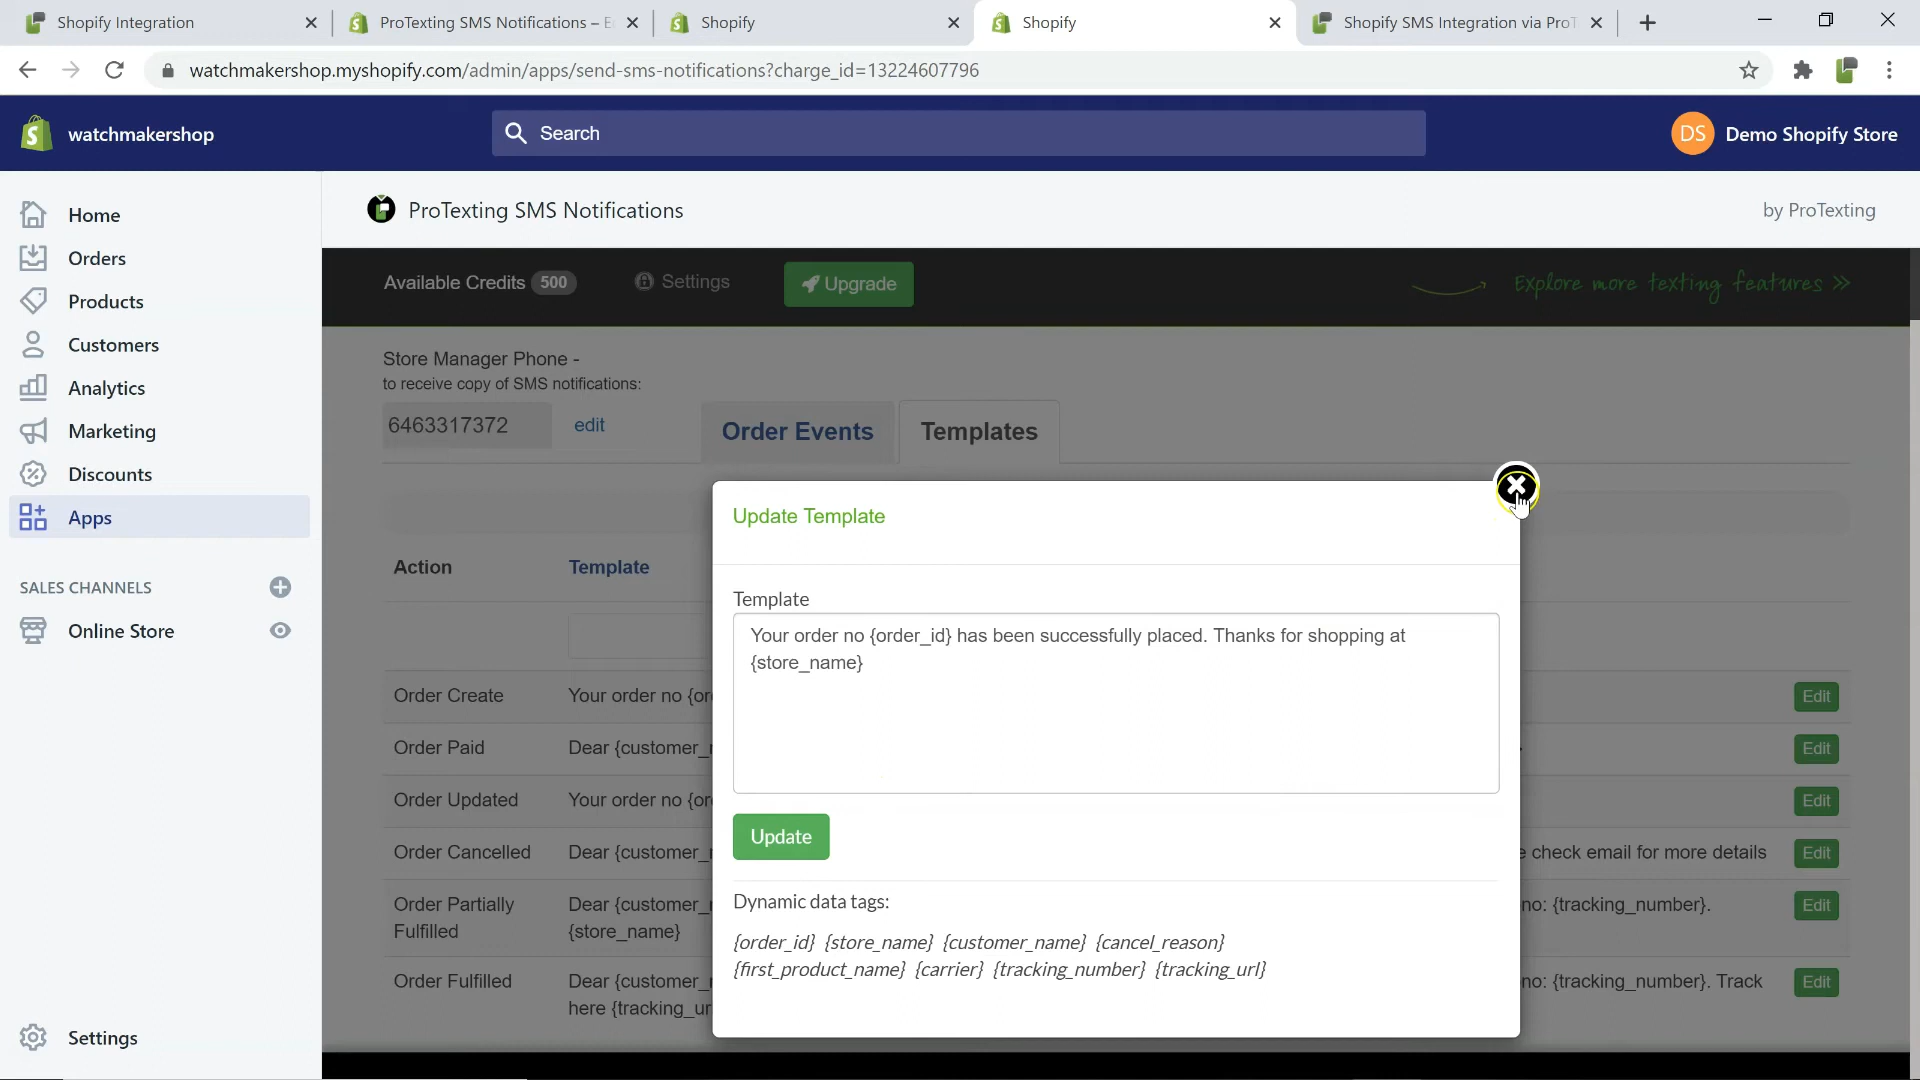 Shopify Integration
ProTexting SMS Notifications – E
Shopify
Shopify
Shopify SMS Integration via ProT
watchmakershop.myshopify.com/admin/apps/send-sms-notifications?charge_id=13224607796
watchmakershop
Search
DS Demo Shopify Store
Home
Orders
Products
Customers
Analytics
Marketing
Discounts
Apps
SALES CHANNELS
Online Store
Settings
ProTexting SMS Notifications
by ProTexting
Available Credits 500
Settings
Upgrade
Explore more texting features >>
Store Manager Phone -
to receive copy of SMS notifications:
6463317372
edit
Order Events
Templates
Action
Template
Order Create
Your order no {or
Edit
Order Paid
Dear {customer_
Edit
Order Updated
Your order no {or
Edit
Order Cancelled
Dear {customer_
check email for more details
Edit
Order Partially
Fulfilled
Dear {customer_
{store_name}
no: {tracking_number}.
Edit
Order Fulfilled
Dear {customer_
here {tracking_ur
no: {tracking_number}. Track
Edit
Update Template
Template
Your order no {order_id} has been successfully placed. Thanks for shopping at
{store_name}
Update
Dynamic data tags:
{order_id} {store_name} {customer_name} {cancel_reason}
{first_product_name} {carrier} {tracking_number} {tracking_url}